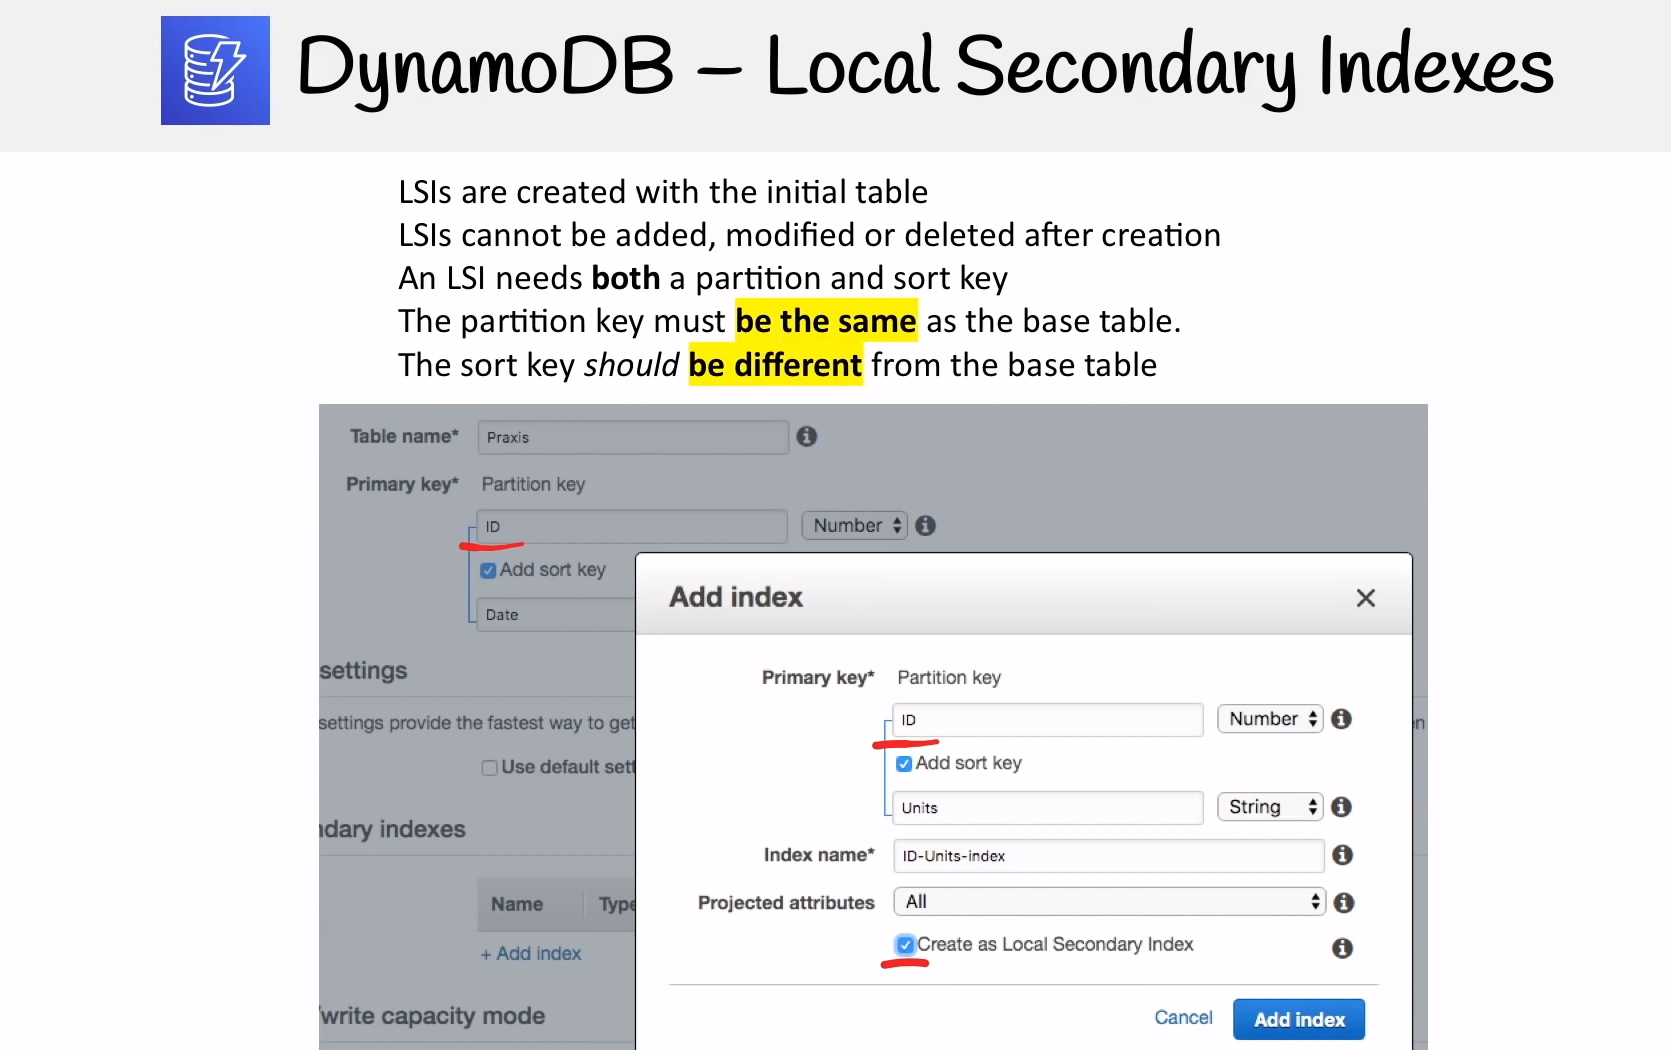 DynamoDB – Local Secondary Indexes
LSIs are created with the initial table
LSIs cannot be added, modified or deleted after creation
An LSI needs both a partition and sort key
The partition key must be the same as the base table.
The sort key should be different from the base table
Table name* Praxis
Primary key* Partition key
ID Number
Add sort key
Date
settings
settings provide the fastest way to get
Use default sett
dary indexes
Name Type
+ Add index
write capacity mode
Add index
Primary key* Partition key
ID Number
Add sort key
Units String
Index name* ID-Units-index
Projected attributes All
Create as Local Secondary Index
Cancel Add index